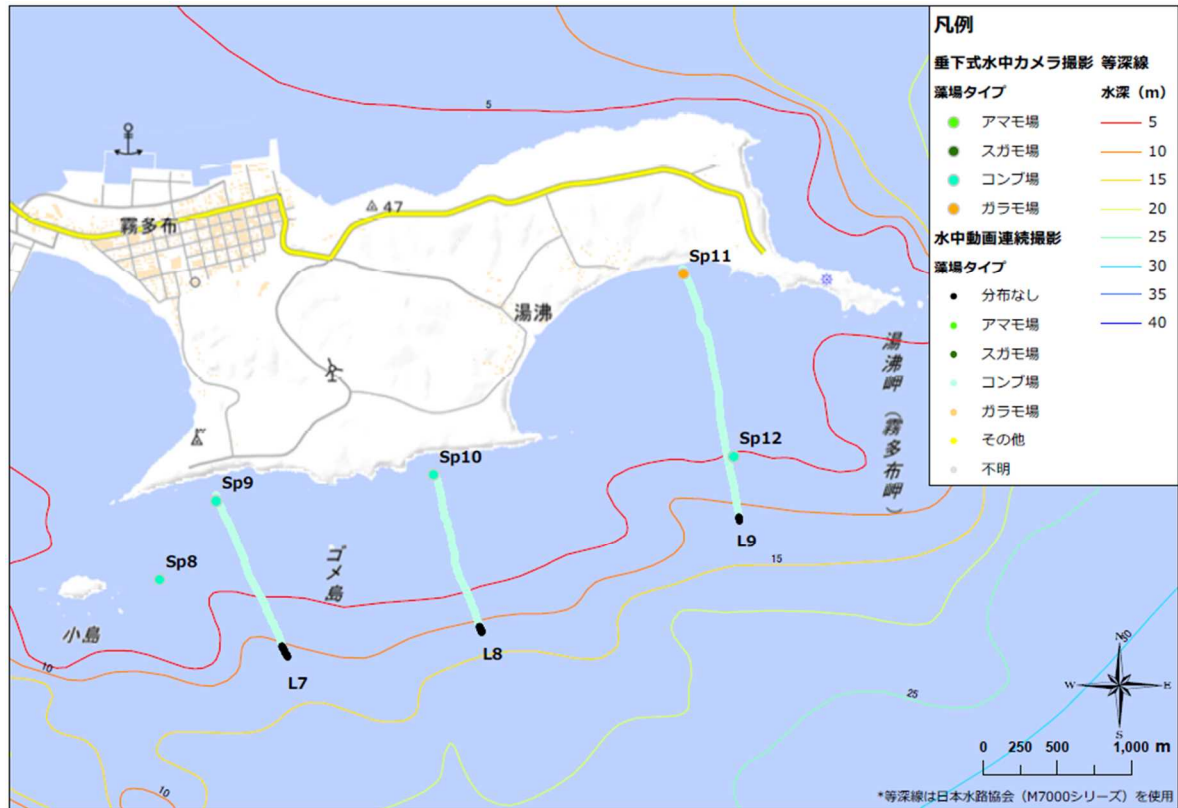 凡例
垂下式水中カメラ撮影 等深線
藻場タイプ 水深（m）
アマモ場 5
スガモ場 10
コンブ場 15
ガラモ場 20
25
水中動画連続撮影
藻場タイプ 30
分布なし 35
アマモ場 40
スガモ場
コンブ場
ガラモ場
その他
不明
5
47
霧多布
Sp11
湯沸
湯沸岬（霧多布岬）
Sp12
Sp10
Sp9
L9
15
Sp8
ゴメ島
小島
L8
10
L7
30
25
10
N
W E
S
0 250 500 1,000 m
*等深線は日本水路協会（M7000シリーズ）を使用